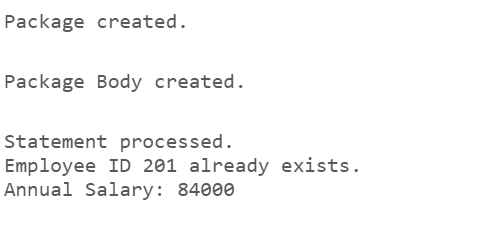 Package created.
Package Body created.
Statement processed.
Employee ID 201 already exists.
Annual Salary: 84000